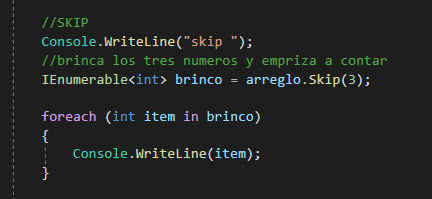 //SKIP
Console.WriteLine("skip ");
//brinca los tres numeros y empriza a contar
IEnumerable<int> brinco = arreglo.Skip(3);
foreach (int item in brinco)
{
Console.WriteLine(item);
}